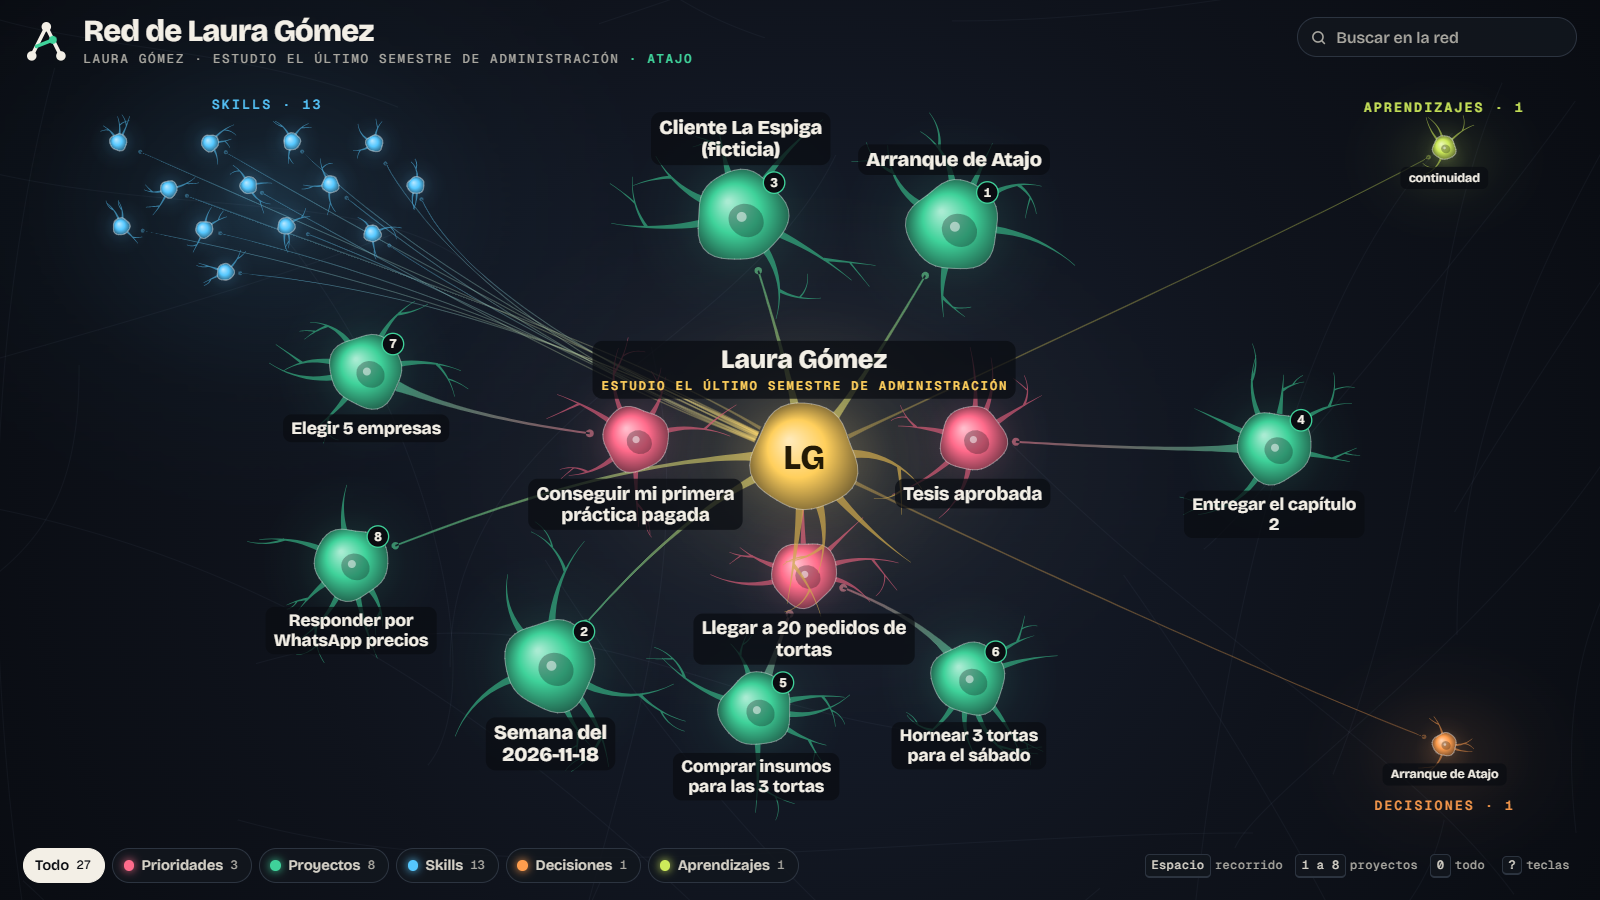 Red de Laura Gómez
LAURA GÓMEZ · ESTUDIO EL ÚLTIMO SEMESTRE DE ADMINISTRACIÓN · ATAJO
Buscar en la red
SKILLS · 13
APRENDIZAJES · 1
continuidad
Cliente La Espiga
(ficticia)
3
Arranque de Atajo
1
7
Elegir 5 empresas
Laura Gómez
ESTUDIO EL ÚLTIMO SEMESTRE DE ADMINISTRACIÓN
LG
Conseguir mi primera
práctica pagada
Tesis aprobada
4
Entregar el capítulo
2
8
Responder por
WhatsApp precios
2
Semana del
2026-11-18
Llegar a 20 pedidos de
tortas
5
Comprar insumos
para las 3 tortas
6
Hornear 3 tortas
para el sábado
Arranque de Atajo
DECISIONES · 1
Todo 27
Prioridades 3
Proyectos 8
Skills 13
Decisiones 1
Aprendizajes 1
Espacio recorrido
1 a 8 proyectos
0 todo
? teclas